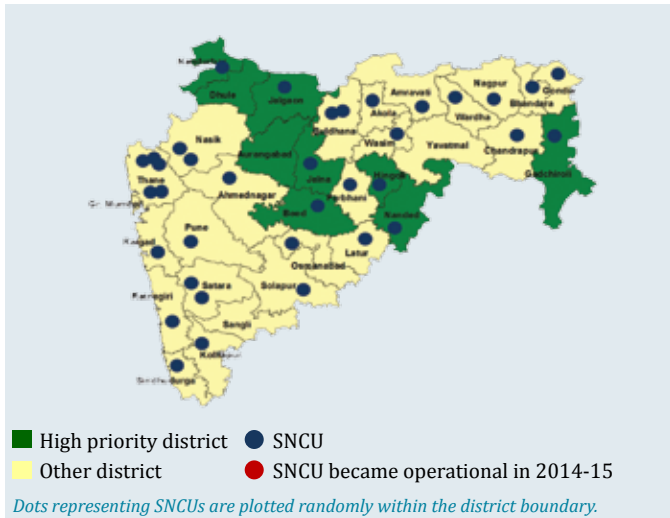 Nandurbar
Dhule
Jalgaon
Nasik
Buldhana
Akola
Amravati
Nagpur
Wardha
Bhandara
Gondia
Aurangabad
Jalna
Wasim
Yavatmal
Chandrapur
Gadchiroli
Thane
Ahmednagar
Parbhani
Hingoli
Beed
Nanded
Pune
Raigad
Latur
Osmanabad
Solapur
Satara
Ratnagiri
Sangli
Kolhapur
Sindhudurga
High priority district SNCU
Other district SNCU became operational in 2014-15
Dots representing SNCUs are plotted randomly within the district boundary.